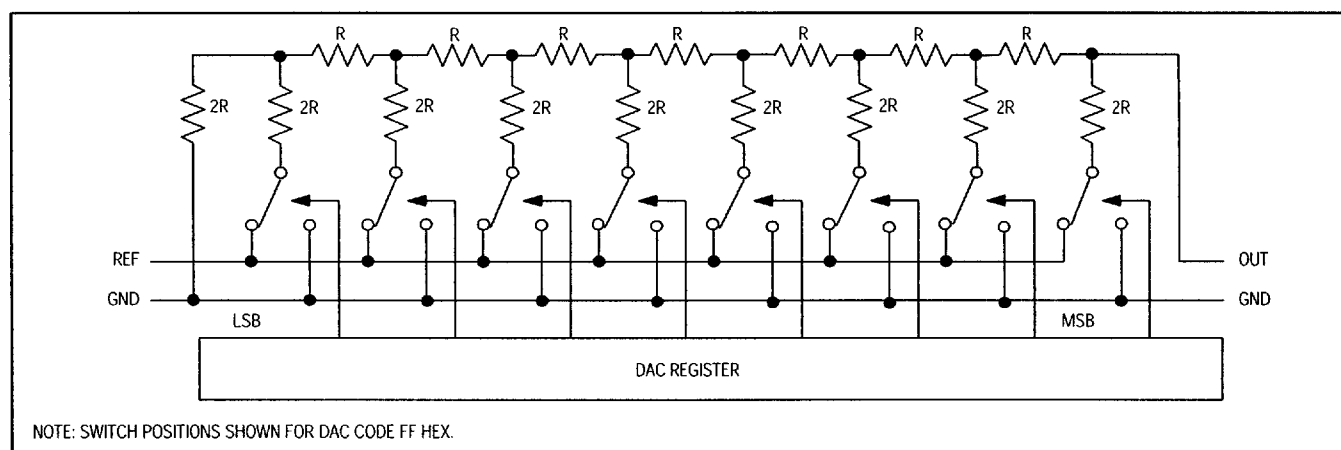 R R R R R R R
2R 2R 2R 2R 2R 2R 2R 2R 2R
REF OUT
GND GND
LSB MSB
DAC REGISTER
NOTE: SWITCH POSITIONS SHOWN FOR DAC CODE FF HEX.